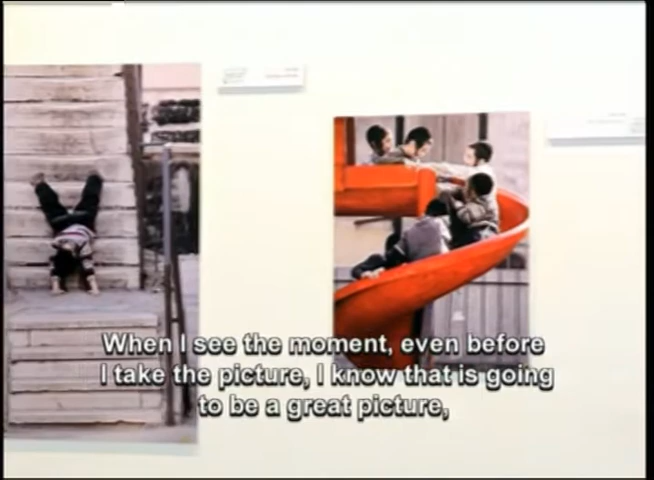 When I see the moment, even before
I take the picture, I know that is going
to be a great picture,